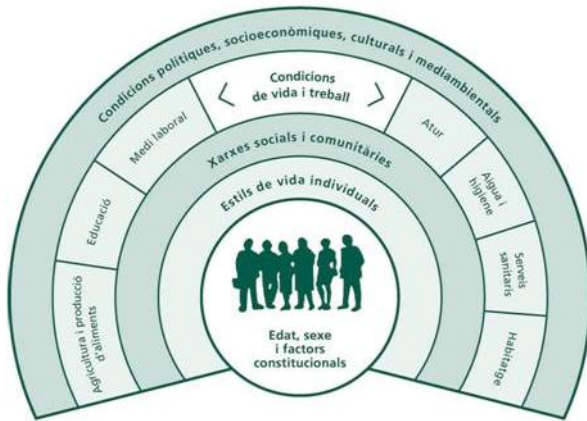 Condicions polítiques, socioeconòmiques, culturals i mediambientals
Condicions
de vida i treball
Agricultura i producció
d'aliments
Educació
Medi laboral
Atur
Aigua i
higiene
Serveis
sanitaris
Habitatge
Xarxes socials i comunitàries
Estils de vida individuals
Edat, sexe
i factors
constitucionals